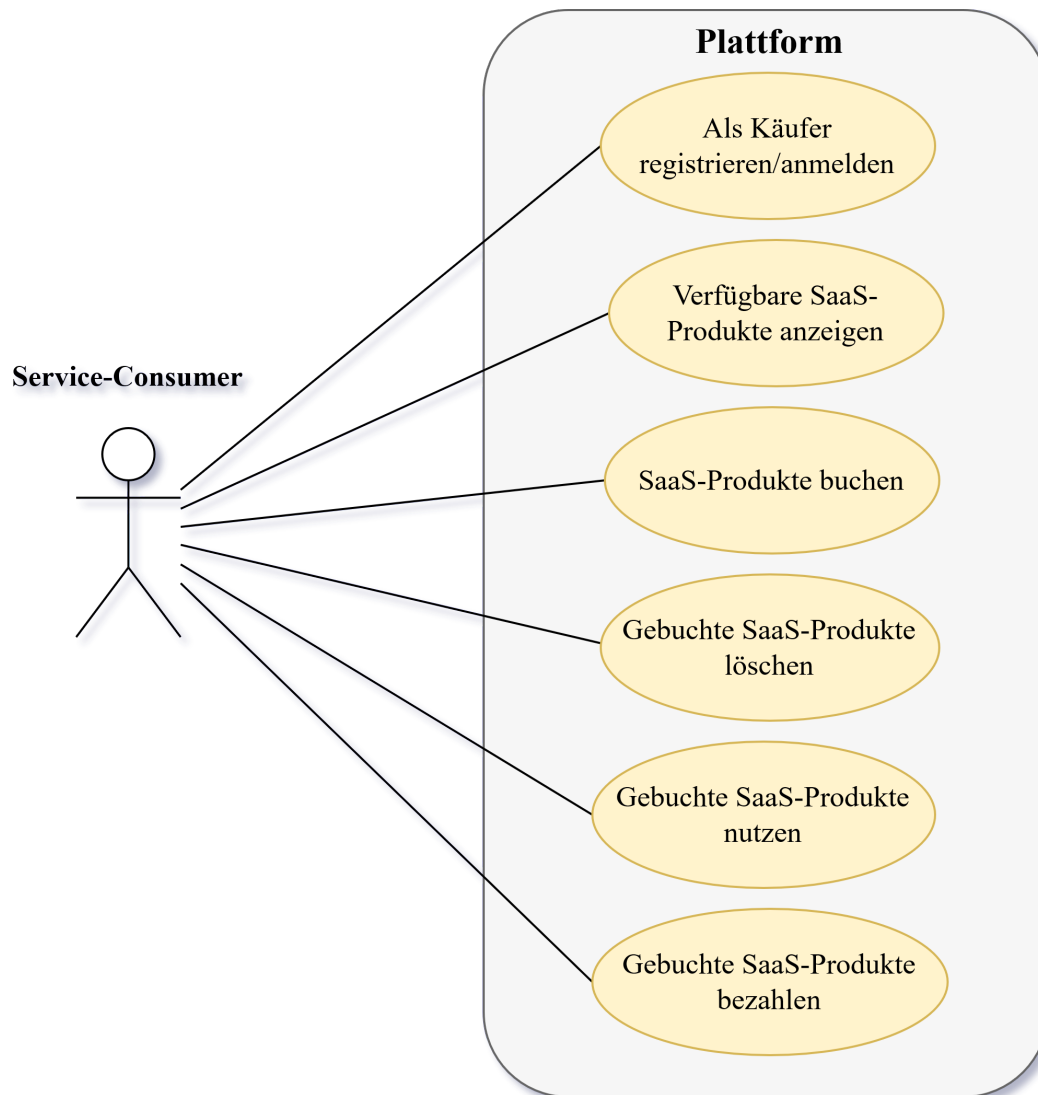 Plattform
Als Käufer
registrieren/anmelden
Verfügbare SaaS-
Produkte anzeigen
Service-Consumer
SaaS-Produkte buchen
Gebuchte SaaS-Produkte
löschen
Gebuchte SaaS-Produkte
nutzen
Gebuchte SaaS-Produkte
bezahlen